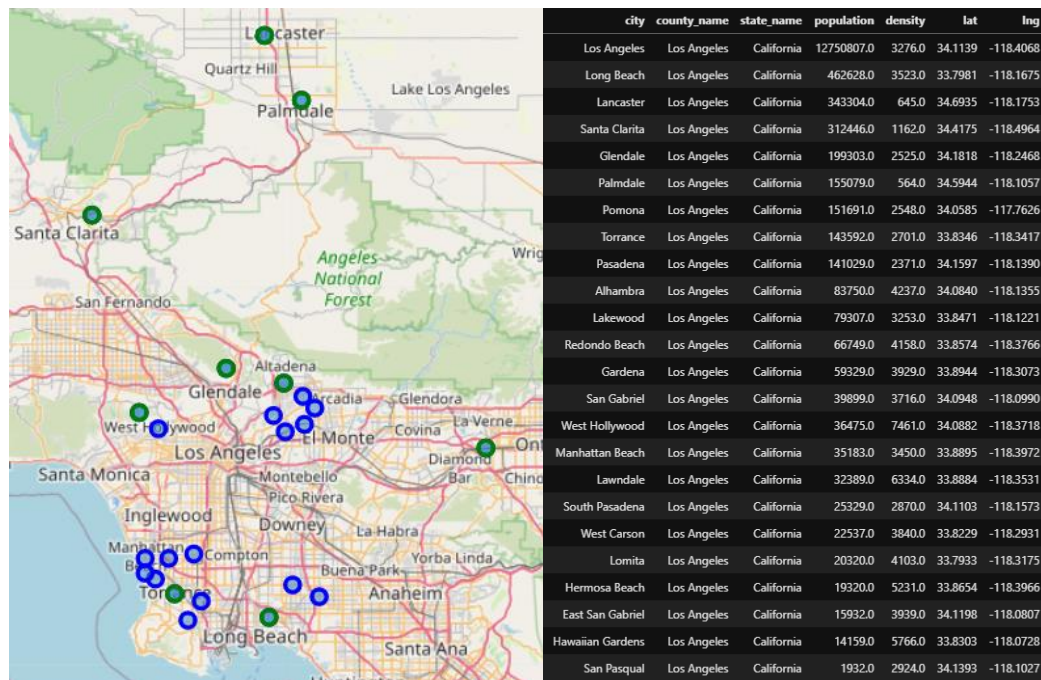 Lancaster
Quartz Hill
Lake Los Angeles
Palmdale
Santa Clarita
Angeles
National
Forest
Wrig
San Fernando
Altadena
Glendale
Arcadia
Glendora
West Hollywood
El Monte
Covina
La Verne
Los Angeles
Ont
Diamond
Bar
Santa Monica
Montebello
Chino
Pico Rivera
Inglewood
Downey
La Habra
Manhattan
Beach
Compton
Yorba Linda
Buena Park
Torrance
Anaheim
Long Beach
Santa Ana
city county_name state_name population density lat lng
Los Angeles Los Angeles California 12750807.0 3276.0 34.1139 -118.4068
Long Beach Los Angeles California 462628.0 3523.0 33.7981 -118.1675
Lancaster Los Angeles California 343304.0 645.0 34.6935 -118.1753
Santa Clarita Los Angeles California 312446.0 1162.0 34.4175 -118.4964
Glendale Los Angeles California 199303.0 2525.0 34.1818 -118.2468
Palmdale Los Angeles California 155079.0 564.0 34.5944 -118.1057
Pomona Los Angeles California 151691.0 2548.0 34.0585 -117.7626
Torrance Los Angeles California 143592.0 2701.0 33.8346 -118.3417
Pasadena Los Angeles California 141029.0 2371.0 34.1597 -118.1390
Alhambra Los Angeles California 83750.0 4237.0 34.0840 -118.1355
Lakewood Los Angeles California 79307.0 3253.0 33.8471 -118.1221
Redondo Beach Los Angeles California 66749.0 4158.0 33.8574 -118.3766
Gardena Los Angeles California 59329.0 3929.0 33.8944 -118.3073
San Gabriel Los Angeles California 39899.0 3716.0 34.0948 -118.0990
West Hollywood Los Angeles California 36475.0 7461.0 34.0882 -118.3718
Manhattan Beach Los Angeles California 35183.0 3450.0 33.8895 -118.3972
Lawndale Los Angeles California 32389.0 6334.0 33.8884 -118.3531
South Pasadena Los Angeles California 25329.0 2870.0 34.1103 -118.1573
West Carson Los Angeles California 22537.0 3840.0 33.8229 -118.2931
Lomita Los Angeles California 20320.0 4103.0 33.7933 -118.3175
Hermosa Beach Los Angeles California 19320.0 5231.0 33.8654 -118.3966
East San Gabriel Los Angeles California 15932.0 3939.0 34.1198 -118.0807
Hawaiian Gardens Los Angeles California 14159.0 5766.0 33.8303 -118.0728
San Pasqual Los Angeles California 1932.0 2924.0 34.1393 -118.1027